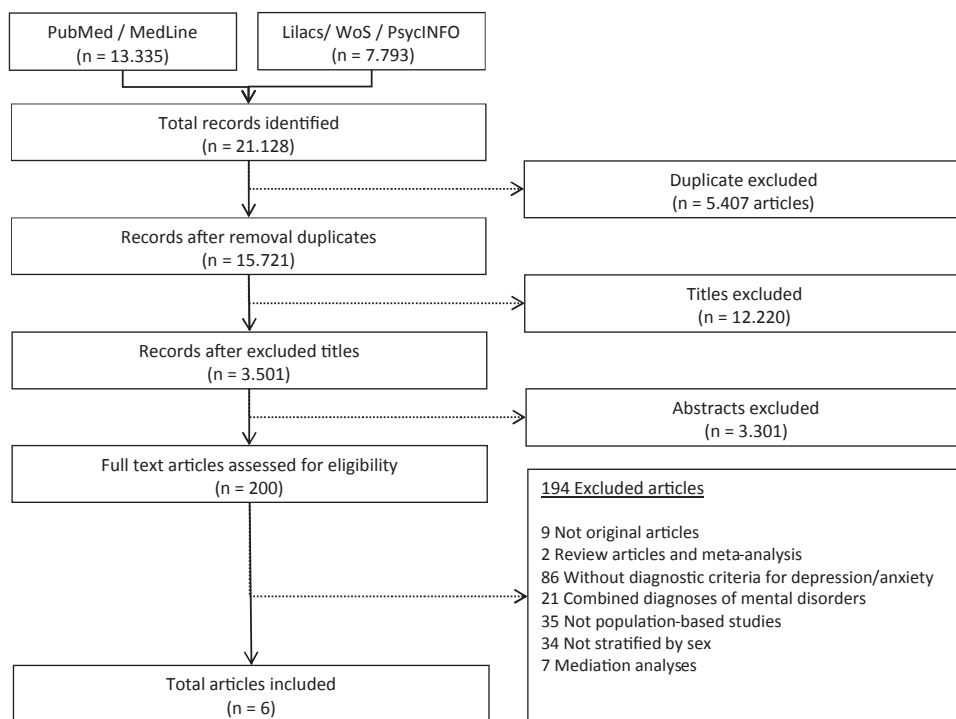 PubMed / MedLine
(n = 13.335)
Lilacs/ WoS / PsycINFO
(n = 7.793)
Total records identified
(n = 21.128)
Duplicate excluded
(n = 5.407 articles)
Records after removal duplicates
(n = 15.721)
Titles excluded
(n = 12.220)
Records after excluded titles
(n = 3.501)
Abstracts excluded
(n = 3.301)
Full text articles assessed for eligibility
(n = 200)
194 Excluded articles
9 Not original articles
2 Review articles and meta-analysis
86 Without diagnostic criteria for depression/anxiety
21 Combined diagnoses of mental disorders
35 Not population-based studies
34 Not stratified by sex
7 Mediation analyses
Total articles included
(n = 6)